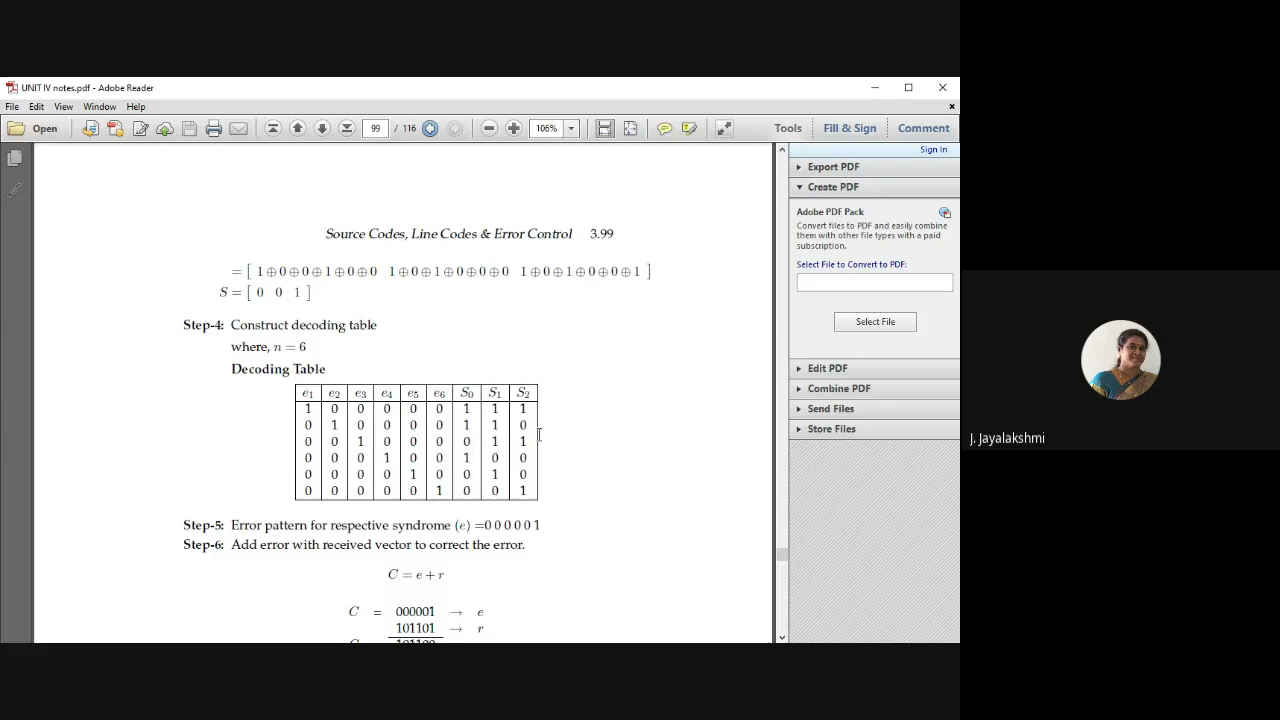 UNIT IV notes.pdf - Adobe Reader
File Edit View Window Help
Open 99 / 116 106% Tools Fill & Sign Comment
Sign In
Export PDF
Create PDF
Adobe PDF Pack
Convert files to PDF and easily combine
them with other file types with a paid
subscription.
Select File to Convert to PDF:
Select File
Edit PDF
Combine PDF
Send Files
Store Files
Source Codes, Line Codes & Error Control 3.99
= [ 1⊕0⊕0⊕1⊕0⊕0 1⊕0⊕1⊕0⊕0⊕0 1⊕0⊕1⊕0⊕0⊕1 ]
S = [ 0 0 1 ]
Step-4: Construct decoding table
where, n = 6
Decoding Table
e1 e2 e3 e4 e5 e6 S0 S1 S2
1 0 0 0 0 0 1 1 1
0 1 0 0 0 0 1 1 0
0 0 1 0 0 0 0 1 1
0 0 0 1 0 0 1 0 0
0 0 0 0 1 0 0 1 0
0 0 0 0 0 1 0 0 1
Step-5: Error pattern for respective syndrome (e) =0 0 0 0 0 1
Step-6: Add error with received vector to correct the error.
C = e + r
C = 000001 → e
101101 → r
J. Jayalakshmi